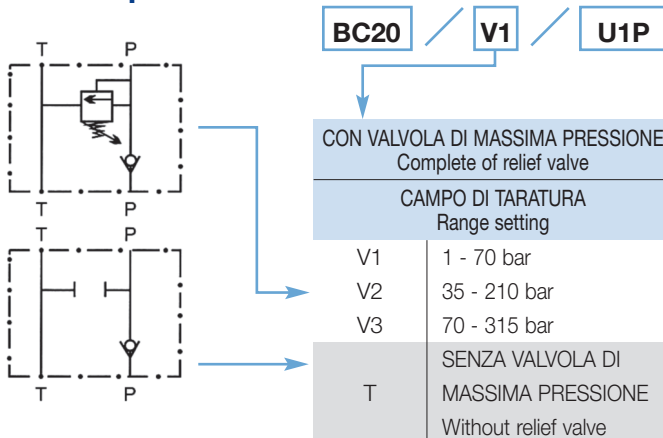 BC20 / V1 / U1P
T P
T P
T P
T P
CON VALVOLA DI MASSIMA PRESSIONE
Complete of relief valve
CAMPO DI TARATURA
Range setting
V1 1 - 70 bar
V2 35 - 210 bar
V3 70 - 315 bar
T SENZA VALVOLA DI
MASSIMA PRESSIONE
Without relief valve